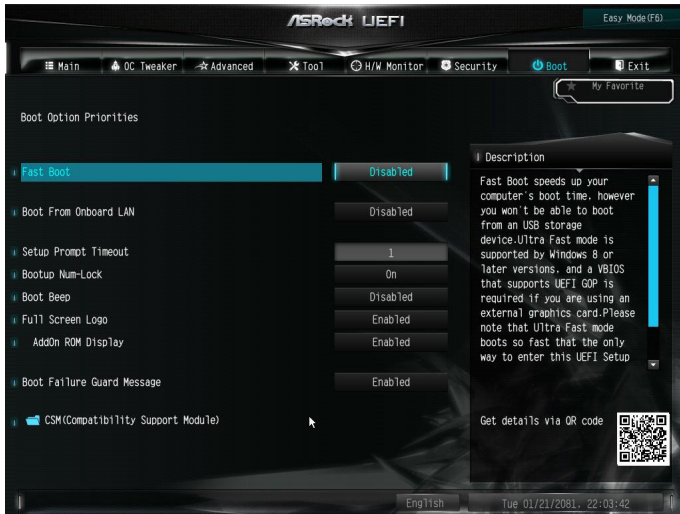 ASRock UEFI
Easy Mode(F6)
Main
OC Tweaker
Advanced
Tool
H/W Monitor
Security
Boot
Exit
My Favorite
Boot Option Priorities
Fast Boot
Disabled
Boot From Onboard LAN
Disabled
Setup Prompt Timeout
1
Bootup Num-Lock
On
Boot Beep
Disabled
Full Screen Logo
Enabled
AddOn ROM Display
Enabled
Boot Failure Guard Message
Enabled
CSM(Compatibility Support Module)
Description
Fast Boot speeds up your
computer's boot time, however
you won't be able to boot
from an USB storage
device.Ultra Fast mode is
supported by Windows 8 or
later versions, and a VBIOS
that supports UEFI GOP is
required if you are using an
external graphics card.Please
note that Ultra Fast mode
boots so fast that the only
way to enter this UEFI Setup
Get details via QR code
English
Tue 01/21/2081, 22:03:42